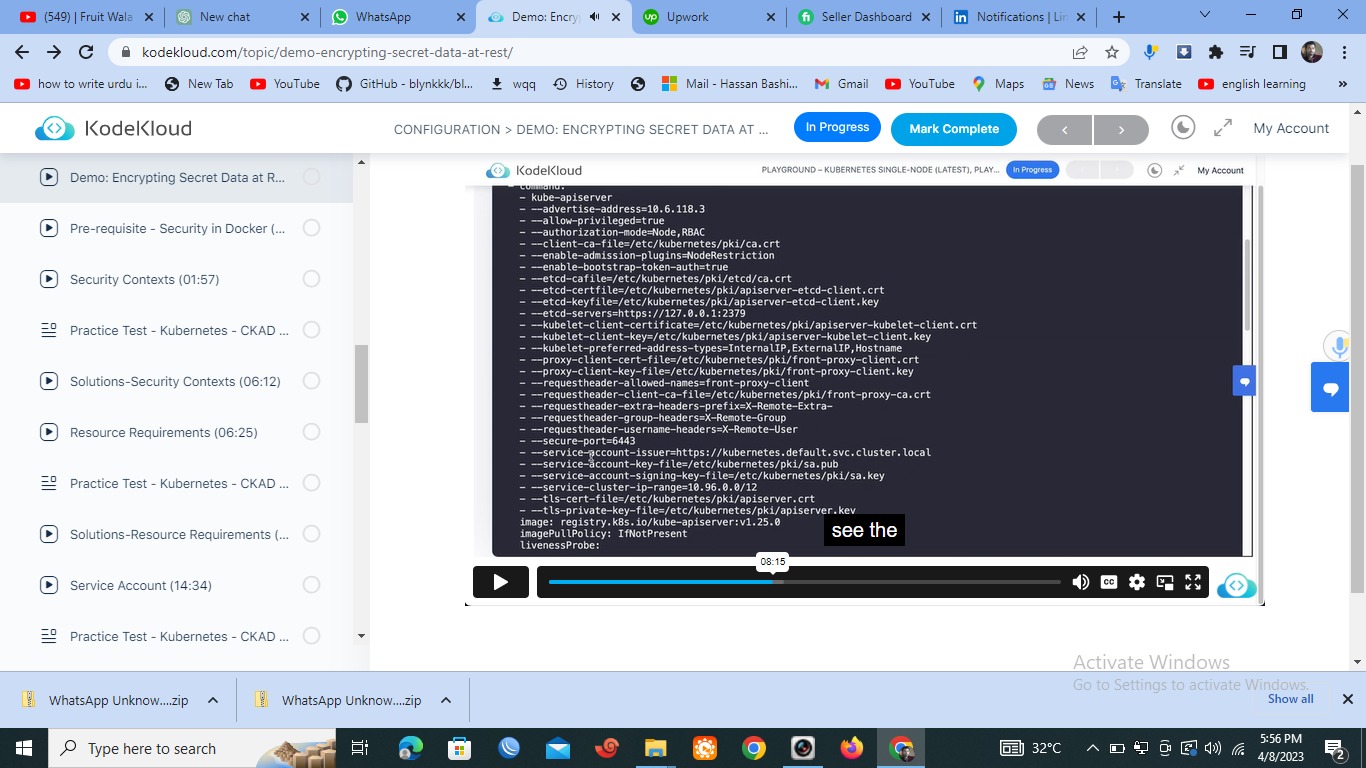 (549) | Fruit Wala
New chat
WhatsApp
Demo: Encry
Upwork
Seller Dashboard
Notifications | Lin
kodekloud.com/topic/demo-encrypting-secret-data-at-rest/
how to write urdu i...
New Tab
YouTube
GitHub - blynkkk/bl...
wqq
History
Mail - Hassan Bashi...
Gmail
YouTube
Maps
News
Translate
english learning
»
KodeKloud
CONFIGURATION > DEMO: ENCRYPTING SECRET DATA AT ...
In Progress
Mark Complete
My Account
Demo: Encrypting Secret Data at R...
Pre-requisite - Security in Docker (...
Security Contexts (01:57)
Practice Test - Kubernetes - CKAD ...
Solutions-Security Contexts (06:12)
Resource Requirements (06:25)
Practice Test - Kubernetes - CKAD ...
Solutions-Resource Requirements (...
Service Account (14:34)
Practice Test - Kubernetes - CKAD ...
KodeKloud
PLAYGROUND – KUBERNETES SINGLE-NODE (LATEST), PLAY...
In Progress
My Account
- command:
- kube-apiserver
- --advertise-address=10.6.118.3
- --allow-privileged=true
- --authorization-mode=Node,RBAC
- --client-ca-file=/etc/kubernetes/pki/ca.crt
- --enable-admission-plugins=NodeRestriction
- --enable-bootstrap-token-auth=true
- --etcd-cafile=/etc/kubernetes/pki/etcd/ca.crt
- --etcd-certfile=/etc/kubernetes/pki/apiserver-etcd-client.crt
- --etcd-keyfile=/etc/kubernetes/pki/apiserver-etcd-client.key
- --etcd-servers=https://127.0.0.1:2379
- --kubelet-client-certificate=/etc/kubernetes/pki/apiserver-kubelet-client.crt
- --kubelet-client-key=/etc/kubernetes/pki/apiserver-kubelet-client.key
- --kubelet-preferred-address-types=InternalIP,ExternalIP,Hostname
- --proxy-client-cert-file=/etc/kubernetes/pki/front-proxy-client.crt
- --proxy-client-key-file=/etc/kubernetes/pki/front-proxy-client.key
- --requestheader-allowed-names=front-proxy-client
- --requestheader-client-ca-file=/etc/kubernetes/pki/front-proxy-ca.crt
- --requestheader-extra-headers-prefix=X-Remote-Extra-
- --requestheader-group-headers=X-Remote-Group
- --requestheader-username-headers=X-Remote-User
- --secure-port=6443
- --service-account-issuer=https://kubernetes.default.svc.cluster.local
- --service-account-key-file=/etc/kubernetes/pki/sa.pub
- --service-account-signing-key-file=/etc/kubernetes/pki/sa.key
- --service-cluster-ip-range=10.96.0.0/12
- --tls-cert-file=/etc/kubernetes/pki/apiserver.crt
- --tls-private-key-file=/etc/kubernetes/pki/apiserver.key
image: registry.k8s.io/kube-apiserver:v1.25.0
imagePullPolicy: IfNotPresent
livenessProbe:
see the
08:15
CC
Activate Windows
Go to Settings to activate Windows.
WhatsApp Unknow....zip
WhatsApp Unknow....zip
Show all
Type here to search
32°C
5:56 PM
4/8/2023
2